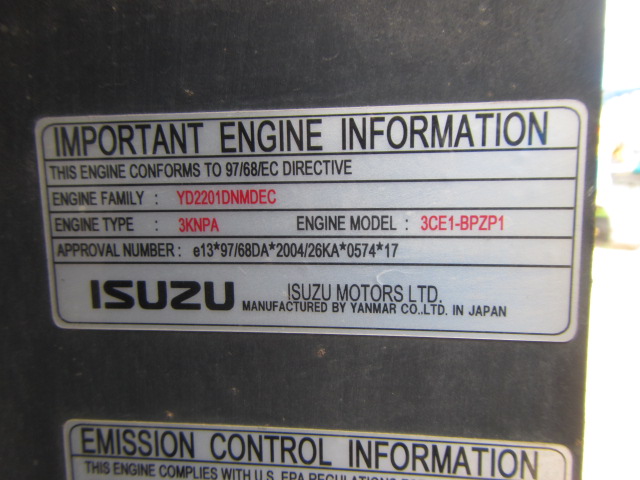 IMPORTANT ENGINE INFORMATION
THIS ENGINE CONFORMS TO 97/68/EC DIRECTIVE
ENGINE FAMILY : YD2201DNMDEC
ENGINE TYPE : 3KNPA ENGINE MODEL : 3CE1-BPZP1
APPROVAL NUMBER : e13*97/68DA*2004/26KA*0574*17
ISUZU ISUZU MOTORS LTD.
MANUFACTURED BY YANMAR CO.,LTD. IN JAPAN
EMISSION CONTROL INFORMATION
THIS ENGINE COMPLIES WITH U.S. EPA REGULATIONS